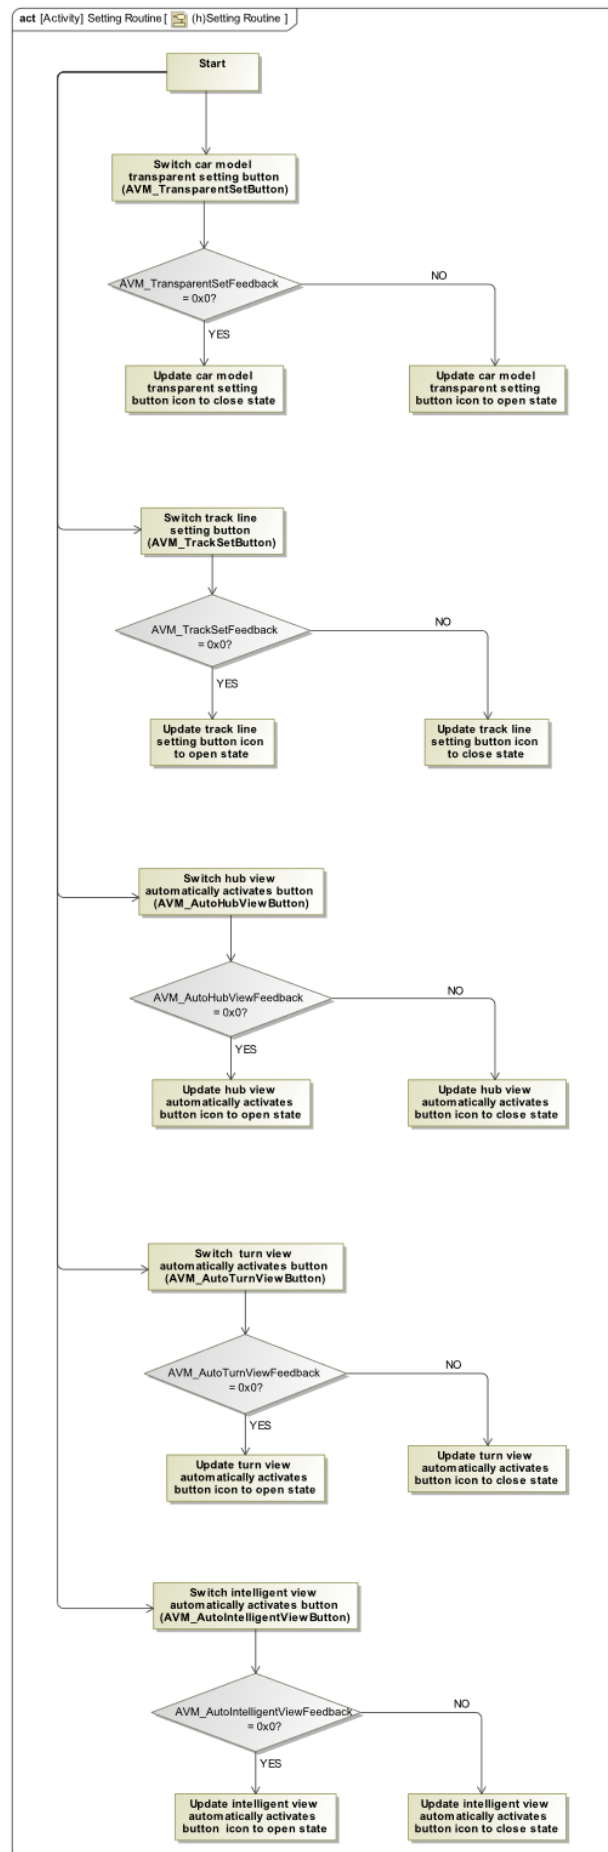 act [Activity] Setting Routine [ (h)Setting Routine ]
Start
Switch car model
transparent setting button
(AVM_TransparentSetButton)
AVM_TransparentSetFeedback
= 0x0?
NO
YES
Update car model
transparent setting
button icon to close state
Update car model
transparent setting
button icon to open state
Switch track line
setting button
(AVM_TrackSetButton)
AVM_TrackSetFeedback
= 0x0?
NO
YES
Update track line
setting button icon
to open state
Update track line
setting button icon
to close state
Switch hub view
automatically activates button
(AVM_AutoHubViewButton)
AVM_AutoHubViewFeedback
= 0x0?
NO
YES
Update hub view
automatically activates
button icon to open state
Update hub view
automatically activates
button icon to close state
Switch turn view
automatically activates button
(AVM_AutoTurnViewButton)
AVM_AutoTurnViewFeedback
= 0x0?
NO
YES
Update turn view
automatically activates
button icon to open state
Update turn view
automatically activates
button icon to close state
Switch intelligent view
automatically activates button
(AVM_AutoIntelligentViewButton)
AVM_AutoIntelligentViewFeedback
= 0x0?
NO
YES
Update intelligent view
automatically activates
button icon to open state
Update intelligent view
automatically activates
button icon to close state